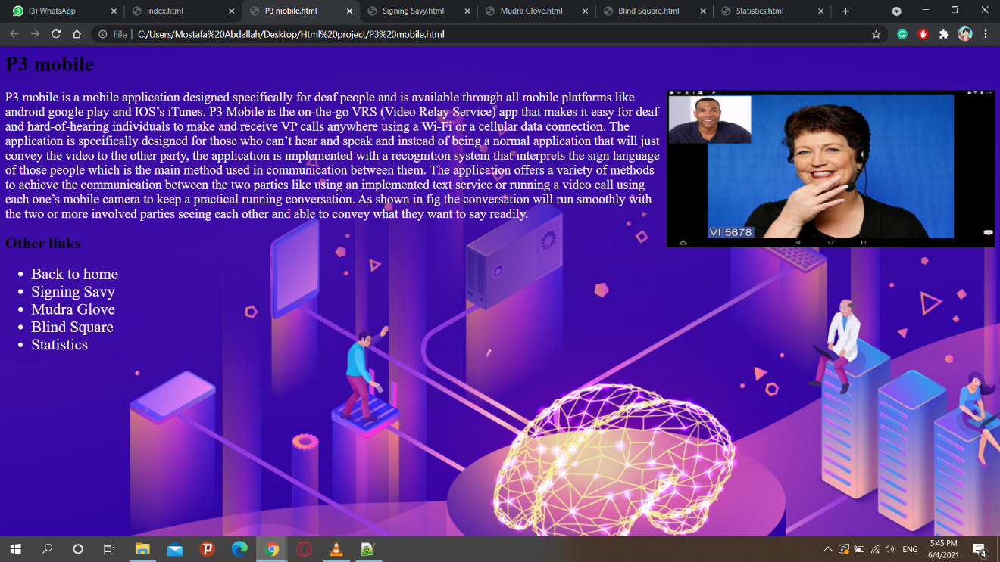 (3) WhatsApp
index.html
P3 mobile.html
Signing Savy.html
Mudra Glove.html
Blind Square.html
Statistics.html
File | C:/Users/Mostafa%20Abdallah/Desktop/Html%20project/P3%20mobile.html
P3 mobile
P3 mobile is a mobile application designed specifically for deaf people and is available through all mobile platforms like
android google play and IOS’s iTunes. P3 Mobile is the on-the-go VRS (Video Relay Service) app that makes it easy for deaf
and hard-of-hearing individuals to make and receive VP calls anywhere using a Wi-Fi or a cellular data connection. The
application is specifically designed for those who can’t hear and speak and instead of being a normal application that will just
convey the video to the other party, the application is implemented with a recognition system that interprets the sign language
of those people which is the main method used in communication between them. The application offers a variety of methods
to achieve the communication between the two parties like using an implemented text service or running a video call using
each one’s mobile camera to keep a practical running conversation. As shown in fig the conversation will run smoothly with
the two or more involved parties seeing each other and able to convey what they want to say readily.
VI 5678
Other links
• Back to home
• Signing Savy
• Mudra Glove
• Blind Square
• Statistics
ENG
5:45 PM
6/4/2021
4